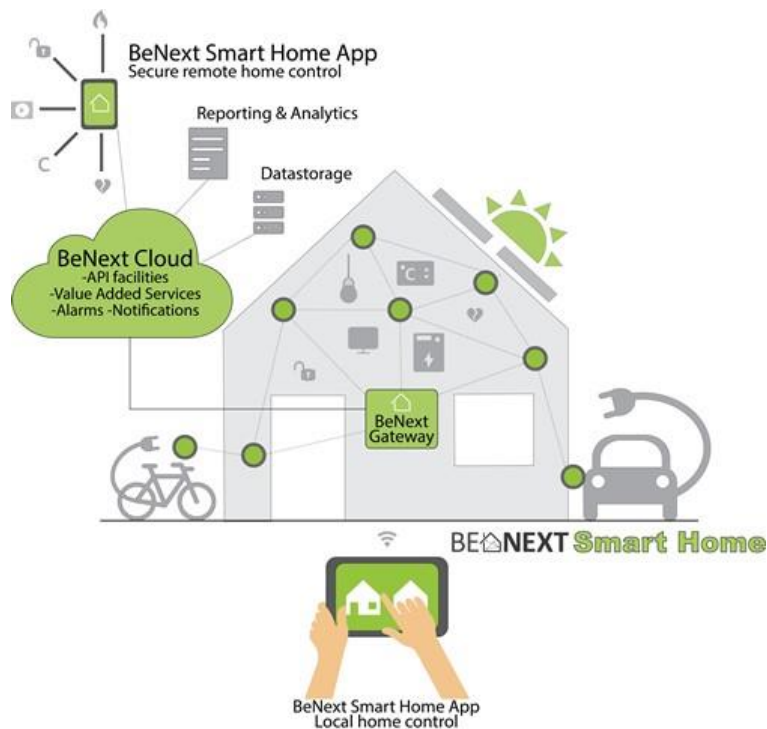 BeNext Smart Home App
Secure remote home control
Reporting & Analytics
Datastorage
C
BeNext Cloud
-API facilities
-Value Added Services
-Alarms -Notifications
°C
BeNext
Gateway
BENEXT Smart Home
BeNext Smart Home App
Local home control